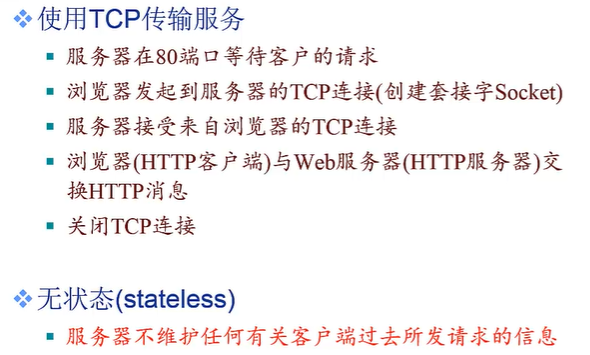 使用TCP传输服务
服务器在80端口等待客户的请求
浏览器发起到服务器的TCP连接(创建套接字Socket)
服务器接受来自浏览器的TCP连接
浏览器(HTTP客户端)与Web服务器(HTTP服务器)交
换HTTP消息
关闭TCP连接
无状态(stateless)
服务器不维护任何有关客户端过去所发请求的信息